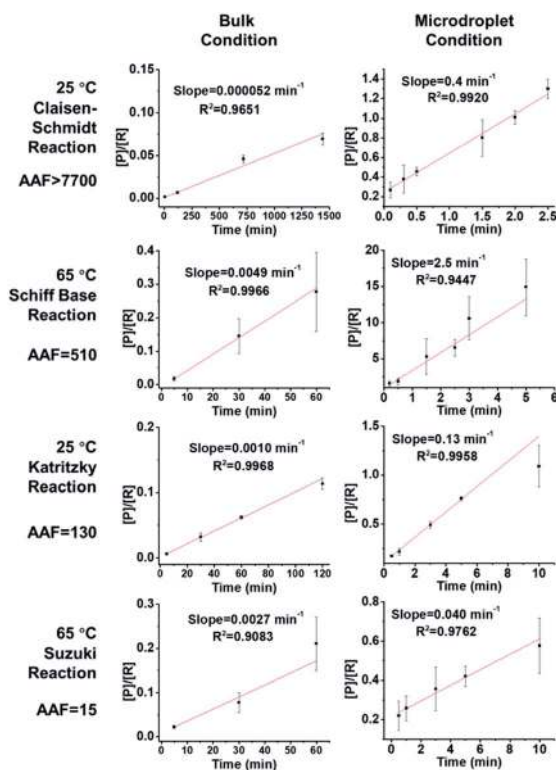 Bulk
Condition
Microdroplet
Condition
25 °C
Claisen-
Schmidt
Reaction
AAF>7700
[P]/[R]
0.15
0.10
0.05
0.00
Slope=0.000052 min⁻¹
R²=0.9651
0 250 500 750 1000 1250 1500
Time (min)
1.4
1.2
1.0
0.8
0.6
0.4
0.2
Slope=0.4 min⁻¹
R²=0.9920
0.0 0.5 1.0 1.5 2.0 2.5
Time (min)
65 °C
Schiff Base
Reaction
AAF=510
[P]/[R]
0.4
0.3
0.2
0.1
0.0
Slope=0.0049 min⁻¹
R²=0.9966
0 10 20 30 40 50 60
Time (min)
[P]/[R]
20
15
10
5
Slope=2.5 min⁻¹
R²=0.9447
0 1 2 3 4 5 6
Time (min)
25 °C
Katritzky
Reaction
AAF=130
[P]/[R]
0.3
0.2
0.1
0.0
Slope=0.0010 min⁻¹
R²=0.9968
0 20 40 60 80 100 120
Time (min)
[P]/[R]
1.5
1.0
0.5
Slope=0.13 min⁻¹
R²=0.9958
0 2 4 6 8 10
Time (min)
65 °C
Suzuki
Reaction
AAF=15
[P]/[R]
0.3
0.2
0.1
0.0
Slope=0.0027 min⁻¹
R²=0.9083
0 10 20 30 40 50 60
Time (min)
[P]/[R]
0.8
0.6
0.4
0.2
Slope=0.040 min⁻¹
R²=0.9762
0 2 4 6 8 10
Time (min)